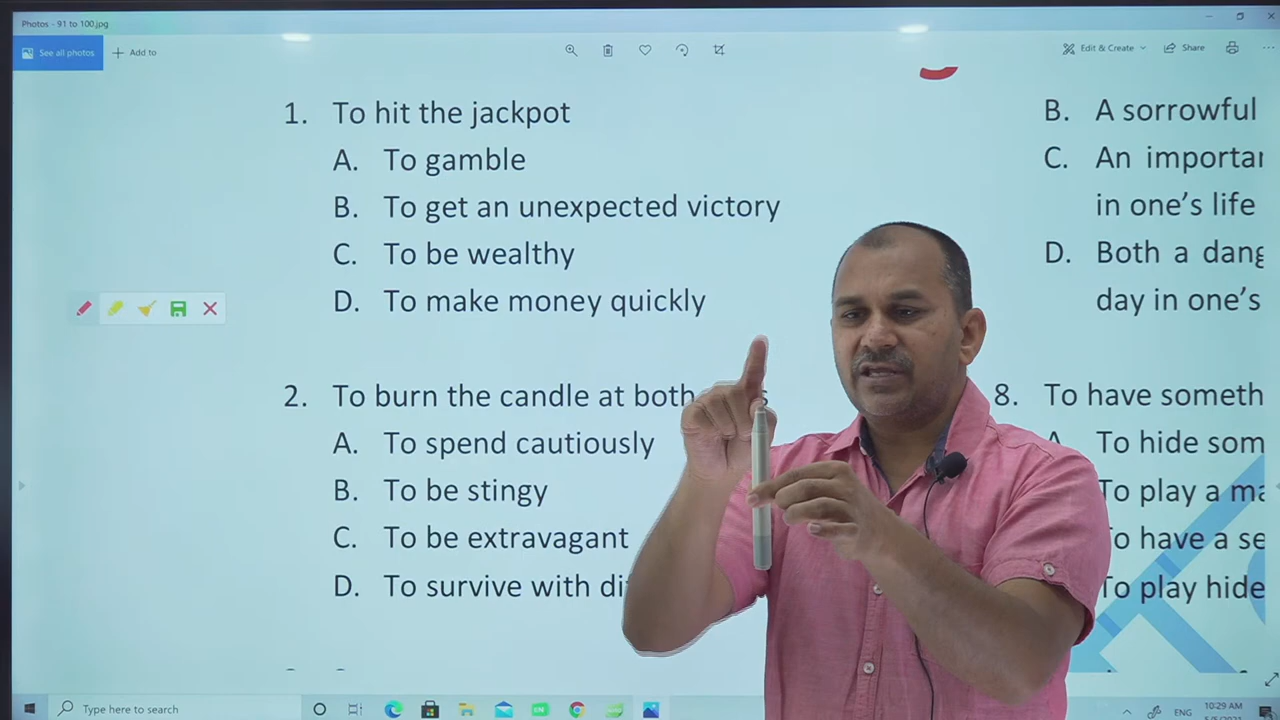 Photos - 91 to 100.jpg
See all photos
Add to
Edit & Create
Share
1. To hit the jackpot
A. To gamble
B. To get an unexpected victory
C. To be wealthy
D. To make money quickly
2. To burn the candle at both
A. To spend cautiously
B. To be stingy
C. To be extravagant
D. To survive with di
B. A sorrowful
C. An importan
in one's life
D. Both a dang
day in one's
8. To have someth
A. To hide som
To play a ma
To have a se
To play hide
Type here to search
ENG
10:29 AM